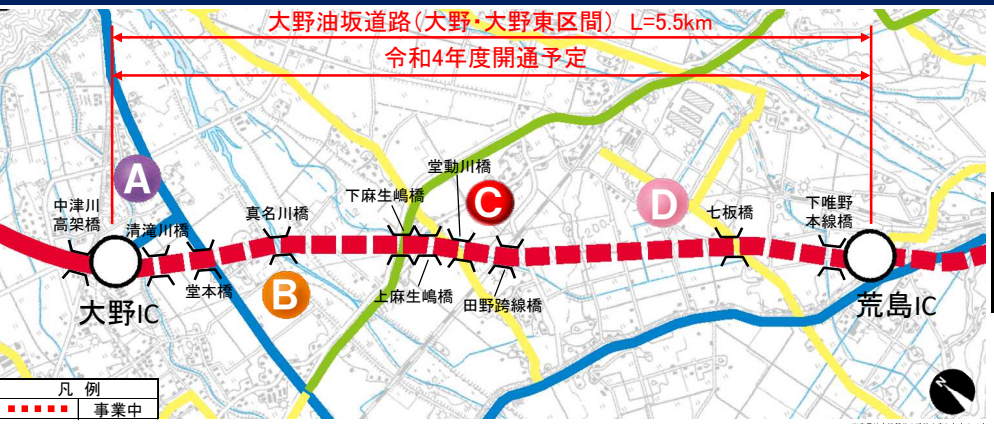 大野油坂道路(大野・大野東区間) L=5.5km
令和4年度開通予定
A
堂動川橋
C
D
中津川
高架橋
清滝川橋
真名川橋
下麻生嶋橋
七板橋
下唯野
本線橋
堂本橋
B
上麻生嶋橋
田野跨線橋
大野IC
荒島IC
凡 例
事業中
N